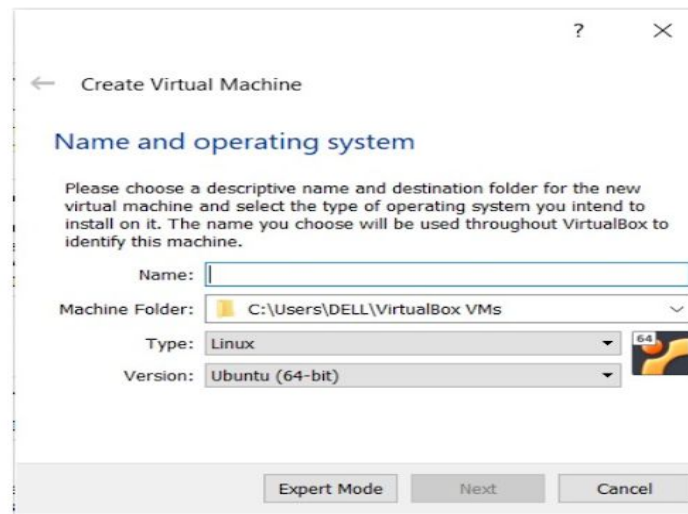 ?
Create Virtual Machine
Name and operating system
Please choose a descriptive name and destination folder for the new
virtual machine and select the type of operating system you intend to
install on it. The name you choose will be used throughout VirtualBox to
identify this machine.
Name:
Machine Folder: C:\Users\DELL\VirtualBox VMs
Type: Linux
64
Version: Ubuntu (64-bit)
Expert Mode Next Cancel